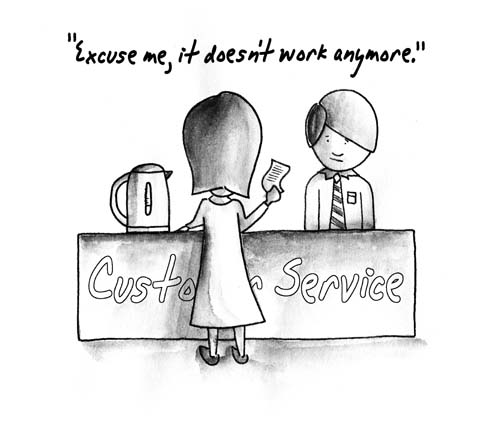 "Excuse me, it doesn't work anymore."
Custo r Service